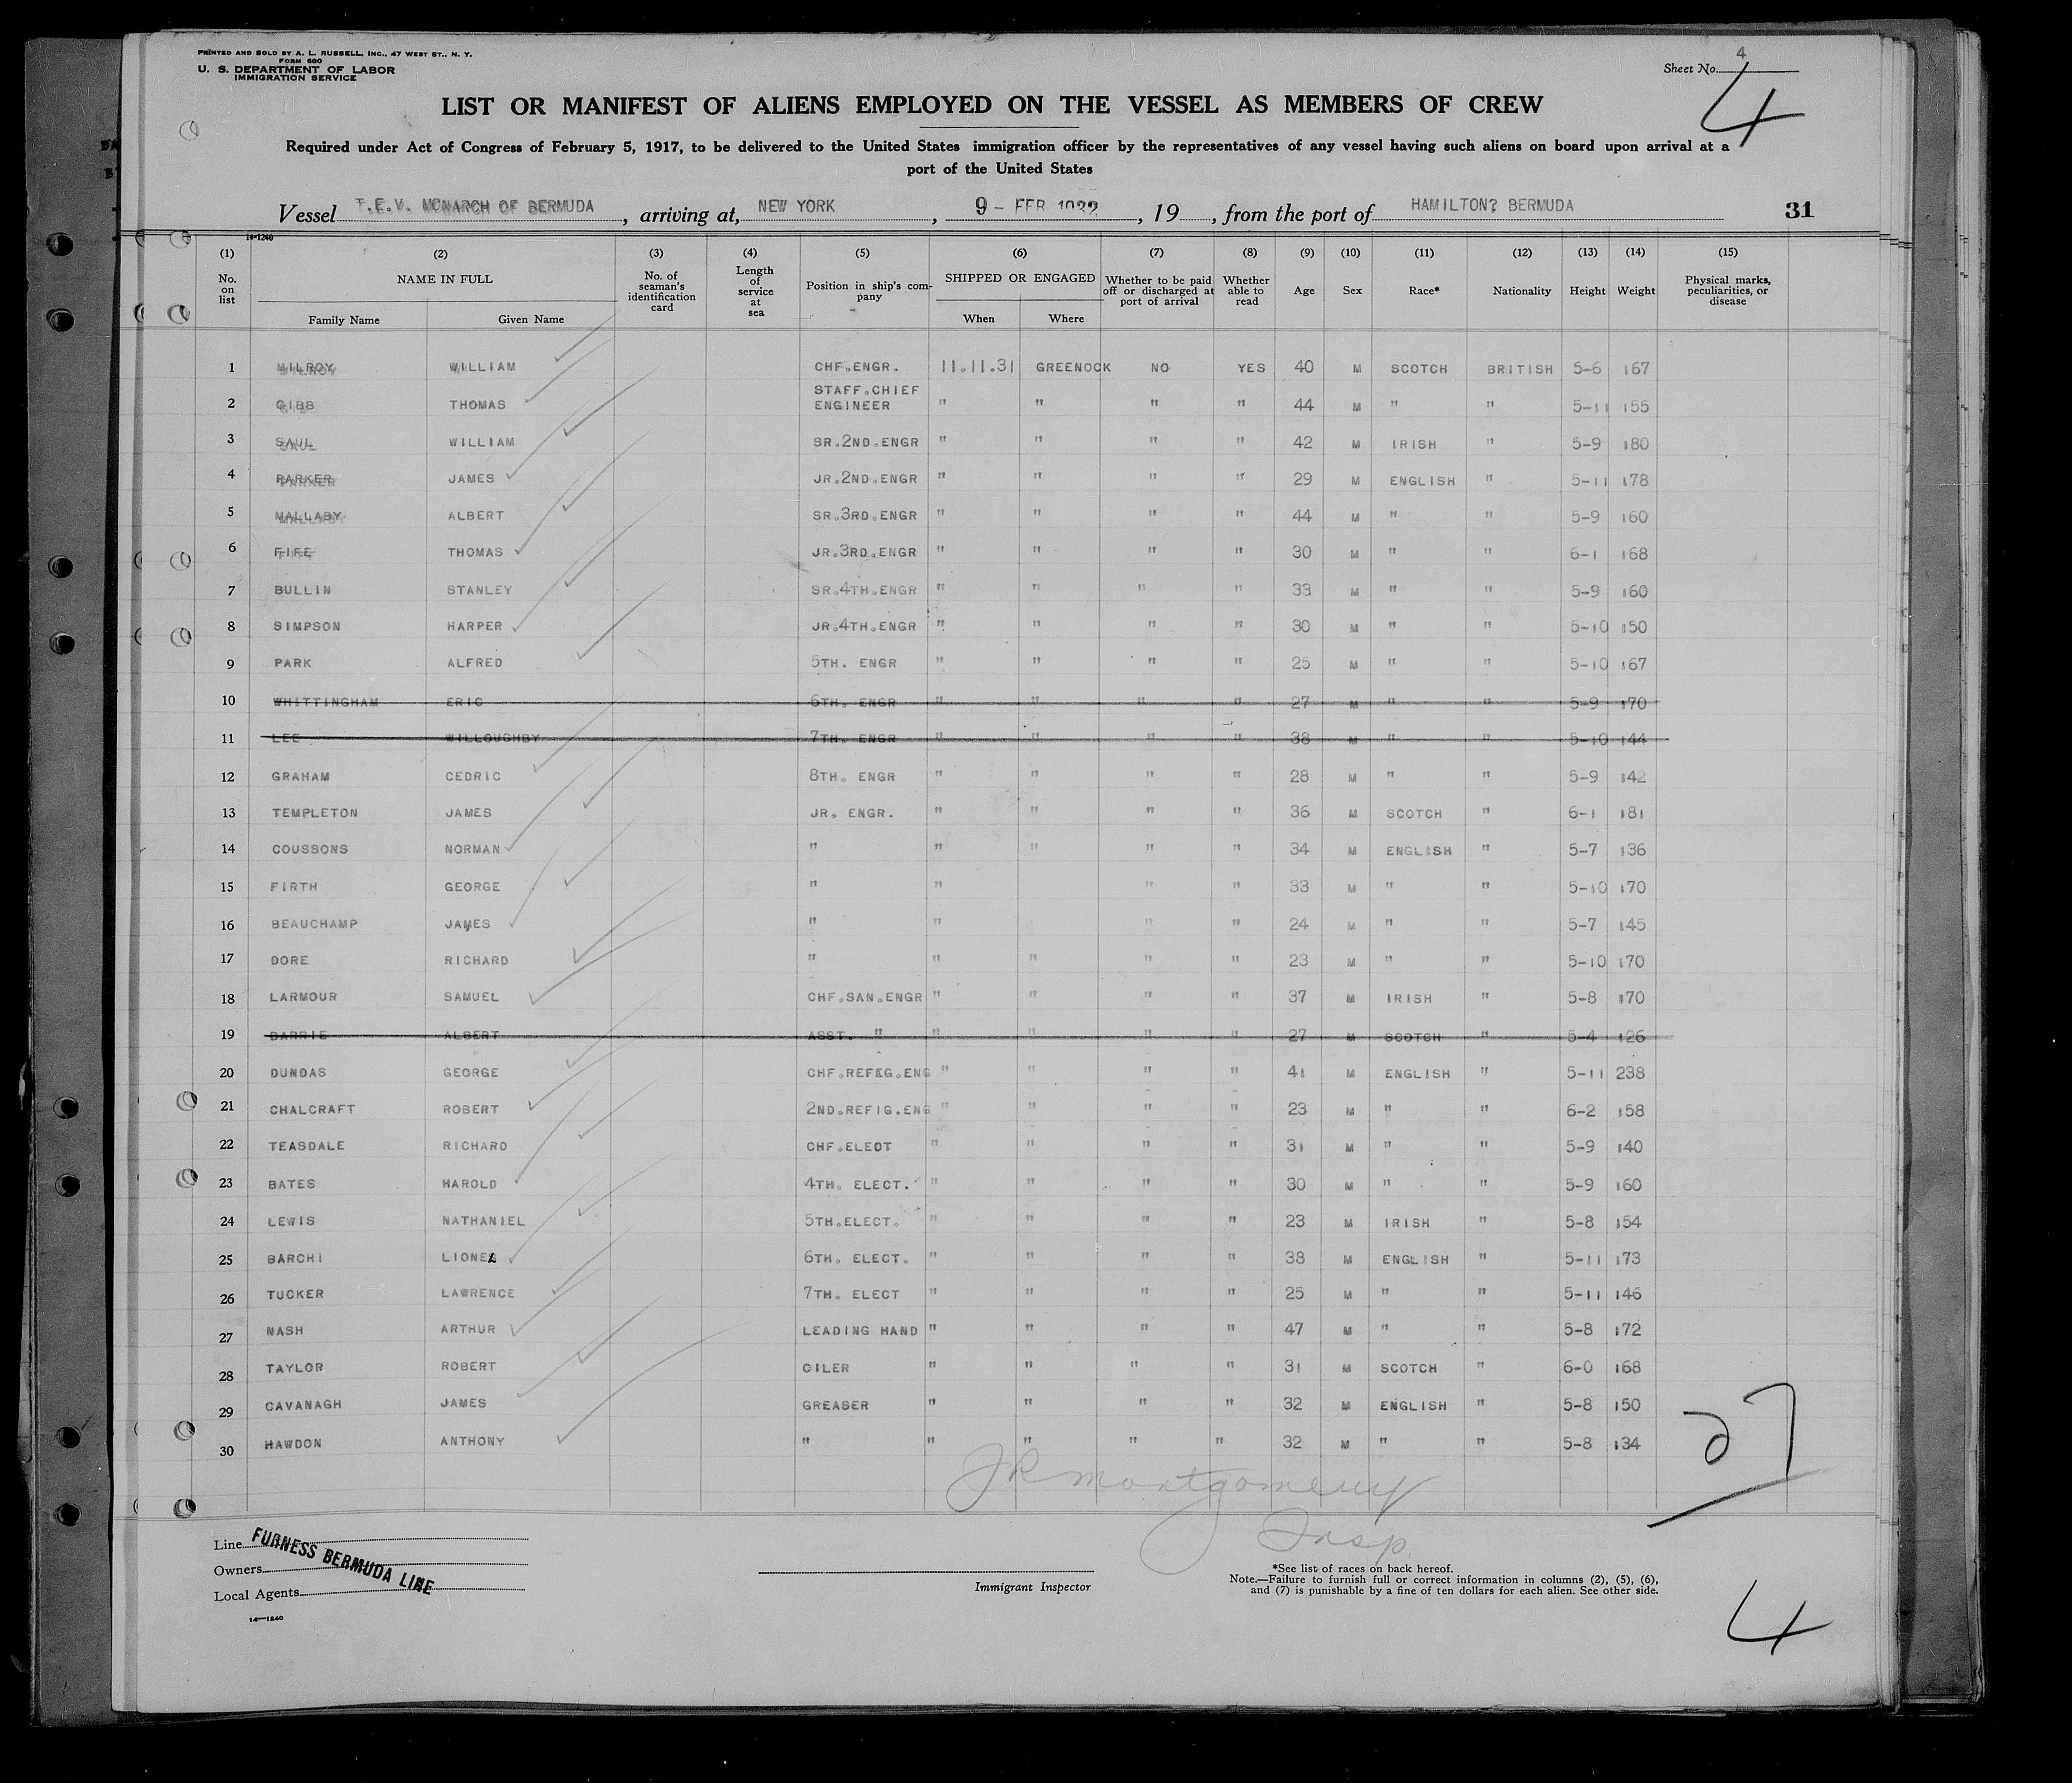 PRINTED AND SOLD BY A. L. RUSSELL, INC., 47 WEST ST., N. Y.
FORM 680
U. S. DEPARTMENT OF LABOR
IMMIGRATION SERVICE
Sheet No. 4
4
LIST OR MANIFEST OF ALIENS EMPLOYED ON THE VESSEL AS MEMBERS OF CREW
Required under Act of Congress of February 5, 1917, to be delivered to the United States immigration officer by the representatives of any vessel having such aliens on board upon arrival at a
port of the United States
Vessel T.E.V. MONARCH OF BERMUDA, arriving at, NEW YORK, 9 - FEB 1932, 19, from the port of HAMILTON? BERMUDA 31
14-1240
(1) (2) (3) (4) (5) (6) (7) (8) (9) (10) (11) (12) (13) (14) (15)
No. on list NAME IN FULL No. of seaman's identification card Length of service at sea Position in ship's company SHIPPED OR ENGAGED Whether to be paid off or discharged at port of arrival Whether able to read Age Sex Race* Nationality Height Weight Physical marks, peculiarities, or disease
Family Name Given Name When Where
1 MILROY WILLIAM CHF.ENGR. 11.11.31 GREENOCK NO YES 40 M SCOTCH BRITISH 5-6 167
2 GIBB THOMAS STAFF.CHIEF ENGINEER " " " " 44 M " " 5-11 155
3 SAUL WILLIAM SR.2ND.ENGR " " " " 42 M IRISH " 5-9 180
4 PARKER JAMES JR.2ND.ENGR " " " " 29 M ENGLISH " 5-11 178
5 MALLABY ALBERT SR.3RD.ENGR " " " " 44 M " " 5-9 160
6 FIFE THOMAS JR.3RD.ENGR " " " " 30 M " " 6-1 168
7 BULLIN STANLEY SR.4TH.ENGR " " " " 33 M " " 5-9 160
8 SIMPSON HARPER JR.4TH.ENGR " " " " 30 M " " 5-10 150
9 PARK ALFRED 5TH. ENGR " " " " 25 M " " 5-10 167
10 WHITTINGHAM ERIC 6TH. ENGR " " " " 27 M " " 5-9 170
11 LEE WILLOUGHBY 7TH. ENGR " " " " 38 M " " 5-10 144
12 GRAHAM CEDRIC 8TH. ENGR " " " " 28 M " " 5-9 142
13 TEMPLETON JAMES JR. ENGR. " " " " 36 M SCOTCH " 6-1 181
14 COUSSONS NORMAN " " " " " 34 M ENGLISH " 5-7 136
15 FIRTH GEORGE " " " " 33 M " " 5-10 170
16 BEAUCHAMP JAMES " " " " 24 M " " 5-7 145
17 DORE RICHARD " " " " " 23 M " " 5-10 170
18 LARMOUR SAMUEL CHF.SAN.ENGR " " " " 37 M IRISH " 5-8 170
19 BARRIE ALBERT ASST. " " " " " 27 M SCOTCH " 5-4 126
20 DUNDAS GEORGE CHF.REFIG.ENG " " " " 41 M ENGLISH " 5-11 238
21 CHALCRAFT ROBERT 2ND.REFIG.ENG " " " " 23 M " " 6-2 158
22 TEASDALE RICHARD CHF.ELECT " " " " 31 M " " 5-9 140
23 BATES HAROLD 4TH. ELECT. " " " " 30 M " " 5-9 160
24 LEWIS NATHANIEL 5TH.ELECT. " " " " 23 M IRISH " 5-8 154
25 BARCHI LIONEL 6TH. ELECT. " " " " 38 M ENGLISH " 5-11 173
26 TUCKER LAWRENCE 7TH. ELECT " " " " 25 M " " 5-11 146
27 NASH ARTHUR LEADING HAND " " " " 47 M " " 5-8 172
28 TAYLOR ROBERT OILER " " " " 31 M SCOTCH " 6-0 168
29 CAVANAGH JAMES GREASER " " " " 32 M ENGLISH " 5-8 150
30 HAWDON ANTHONY " " " " " 32 M " " 5-8 134
27
JR Montgomery
Insp.
Line FURNESS BERMUDA LINE
Owners
Local Agents
14-1240
Immigrant Inspector
*See list of races on back hereof.
Note.—Failure to furnish full or correct information in columns (2), (5), (6),
and (7) is punishable by a fine of ten dollars for each alien. See other side.
4